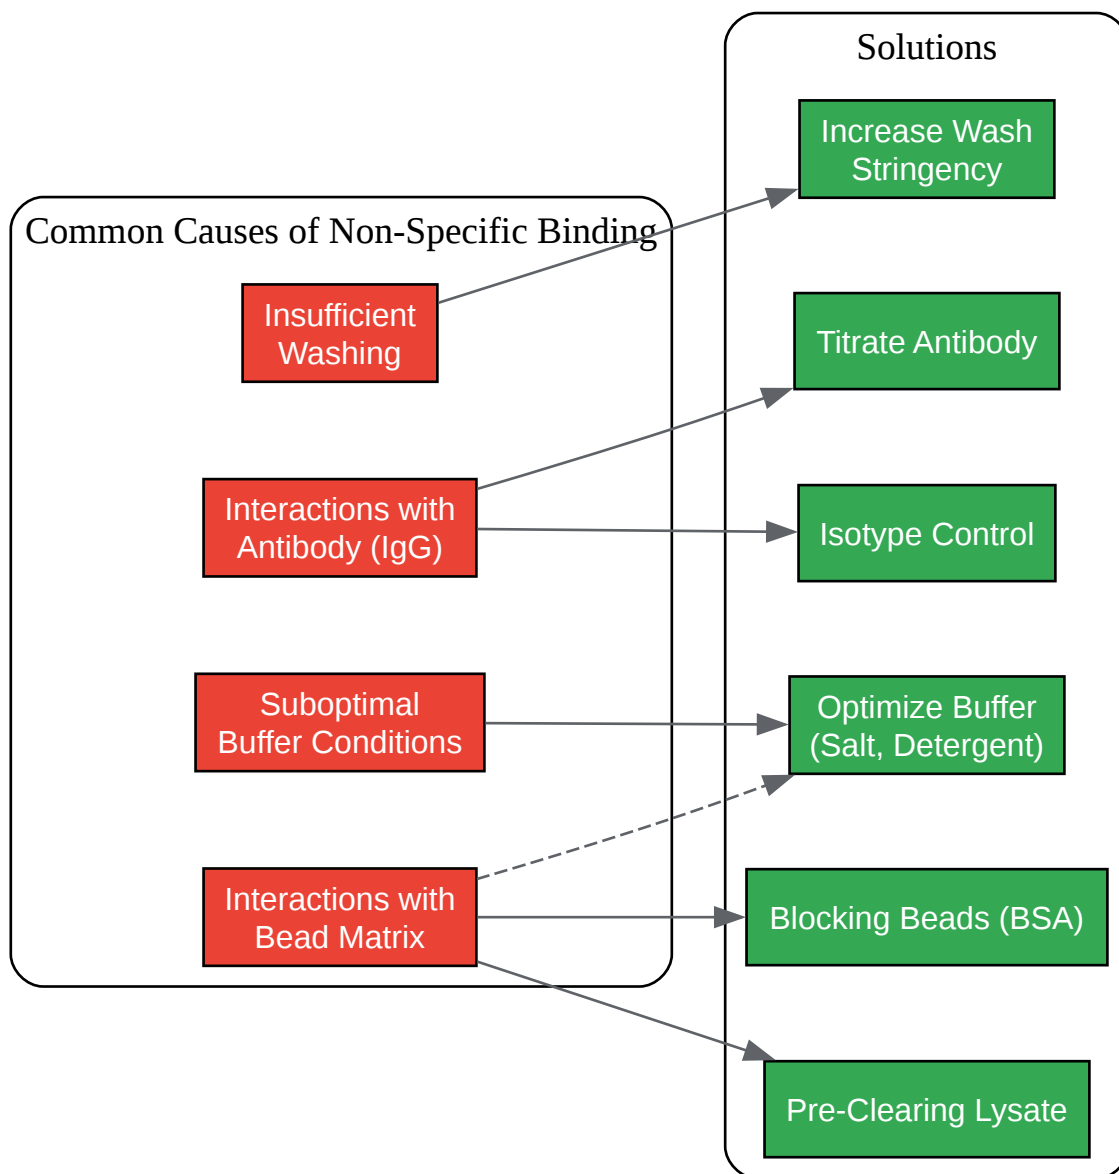 Common Causes of Non-Specific Binding
Insufficient
Washing
Interactions with
Antibody (IgG)
Suboptimal
Buffer Conditions
Interactions with
Bead Matrix
Solutions
Increase Wash
Stringency
Titrate Antibody
Isotype Control
Optimize Buffer
(Salt, Detergent)
Blocking Beads (BSA)
Pre-Clearing Lysate